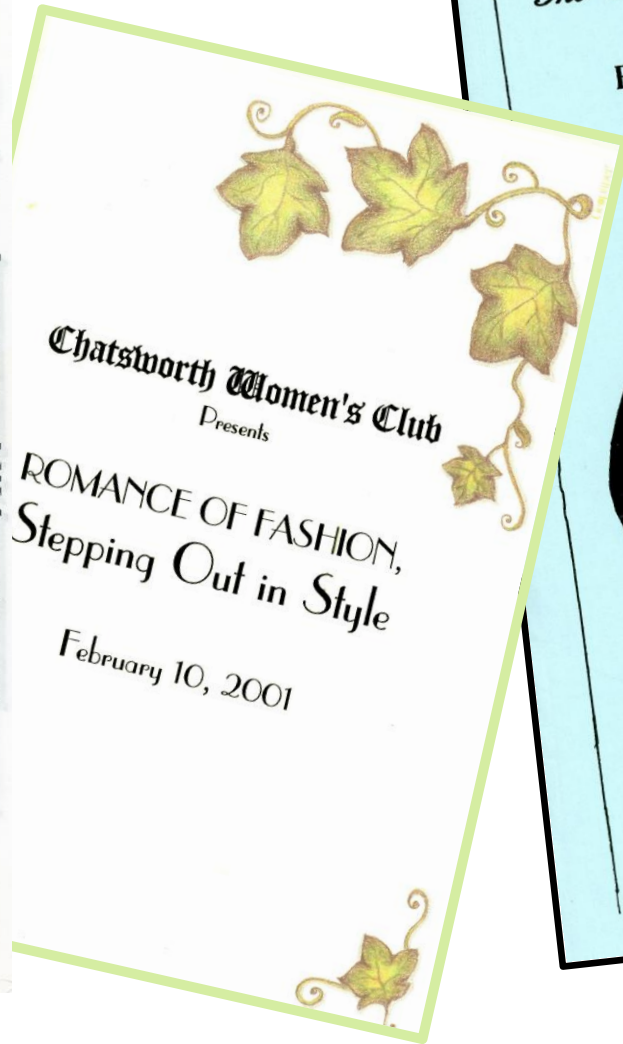 Chatsworth Women's Club
Presents
ROMANCE OF FASHION,
Stepping Out in Style
February 10, 2001